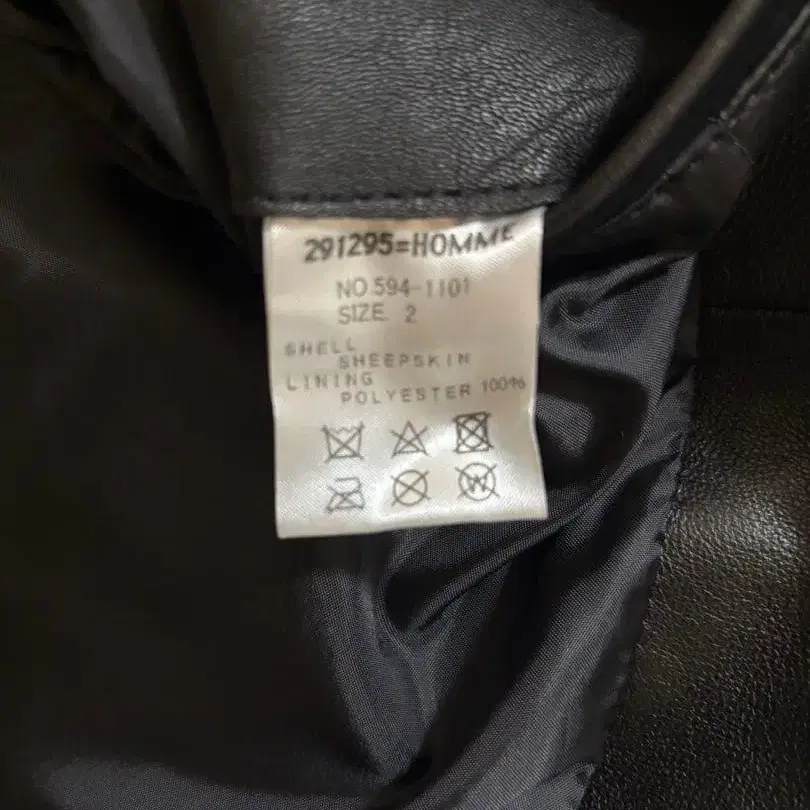 291295=HOMME
NO.594-1101
SIZE. 2
SHELL
SHEEPSKIN
LINING
POLYESTER 100%
W